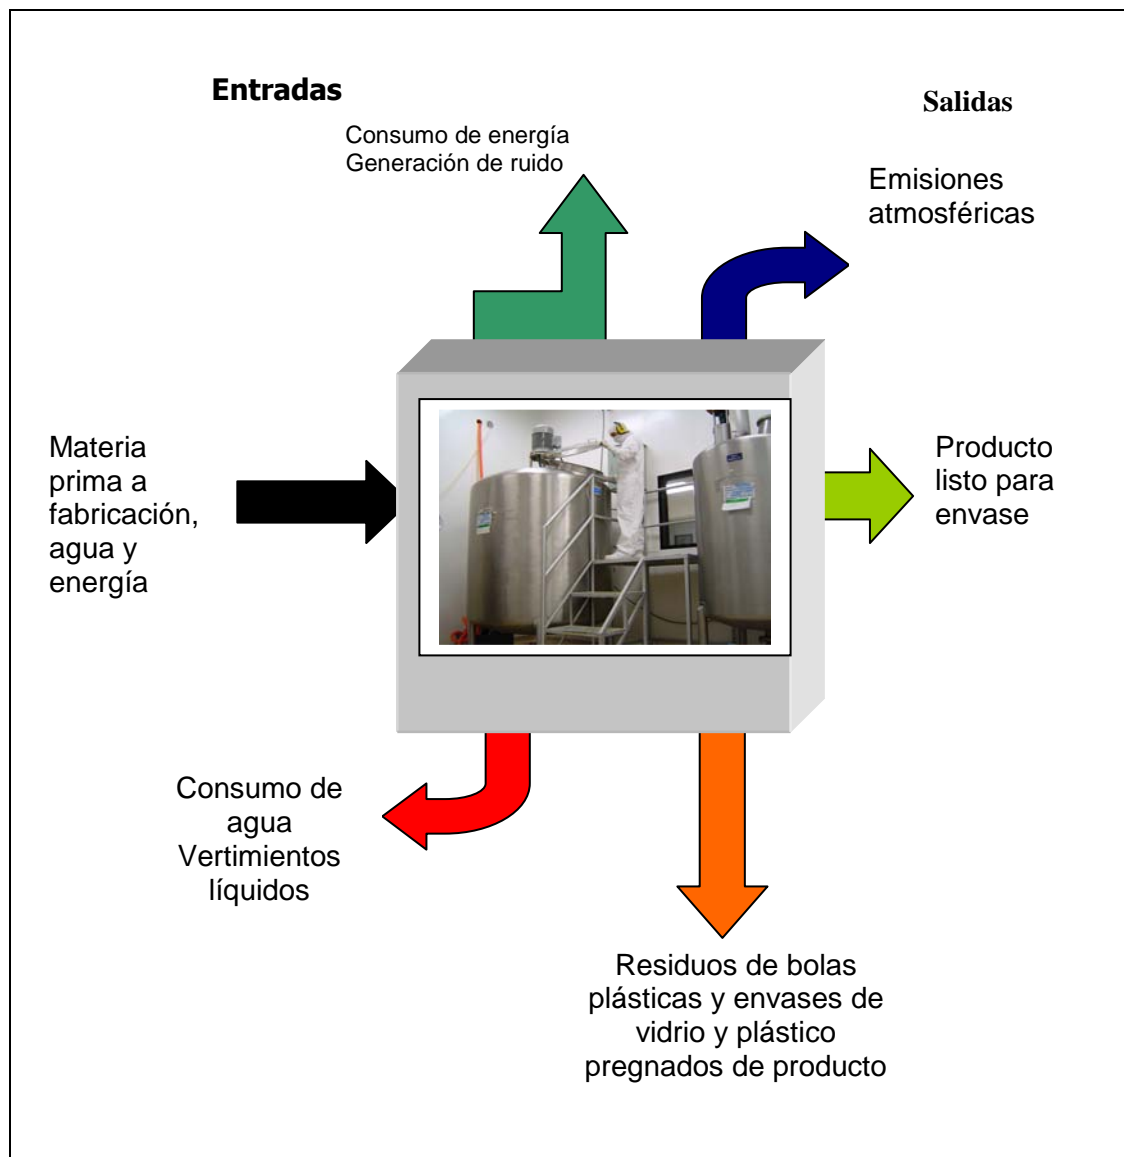 Entradas
Salidas
Consumo de energía
Generación de ruido
Emisiones
atmosféricas
Materia
prima a
fabricación,
agua y
energía
Producto
listo para
envase
Consumo de
agua
Vertimientos
líquidos
Residuos de bolas
plásticas y envases de
vidrio y plástico
pregnados de producto